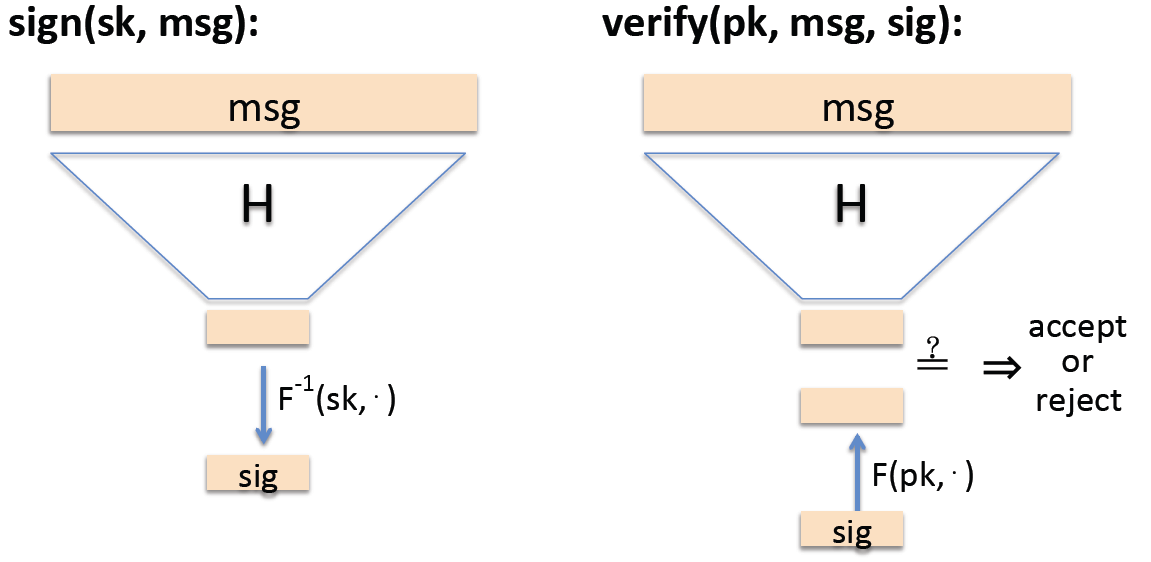 sign(sk, msg):
msg
H
F⁻¹(sk, · )
sig
verify(pk, msg, sig):
msg
H
≟ ⇒
accept
or
reject
F(pk, · )
sig